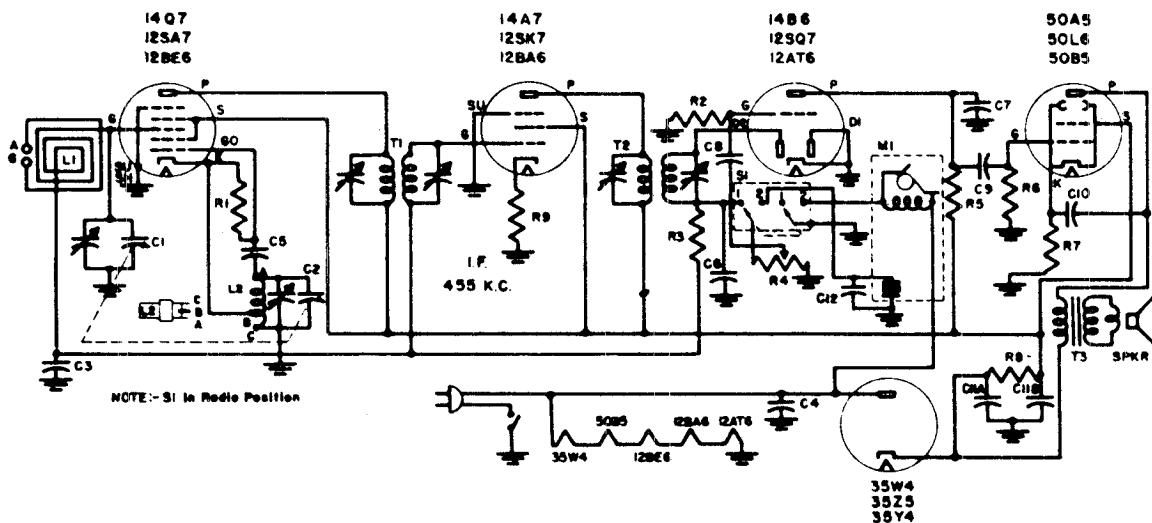 14Q7
12SA7
12BE6
14A7
12SK7
12BA6
14B6
12SQ7
12AT6
50A5
50L6
50B5
P
S
G
GO
A
G
L1
R1
C1
C5
L2
C2
A
B
C
L2
C
B
A
C3
NOTE:- S1 in Radio Position
T1
SU
G
S
P
R9
I.F.
455 K.C.
T2
R2
G
P
D2
D1
C8
S1
R3
C6
R4
C12
M1
C7
R5
C9
G
R6
P
S
K
C10
R7
T3
SPKR
R8
C11A
C11B
C4
35W4
50B5
12BE6
12BA6
12AT6
35W4
35Z5
35Y4